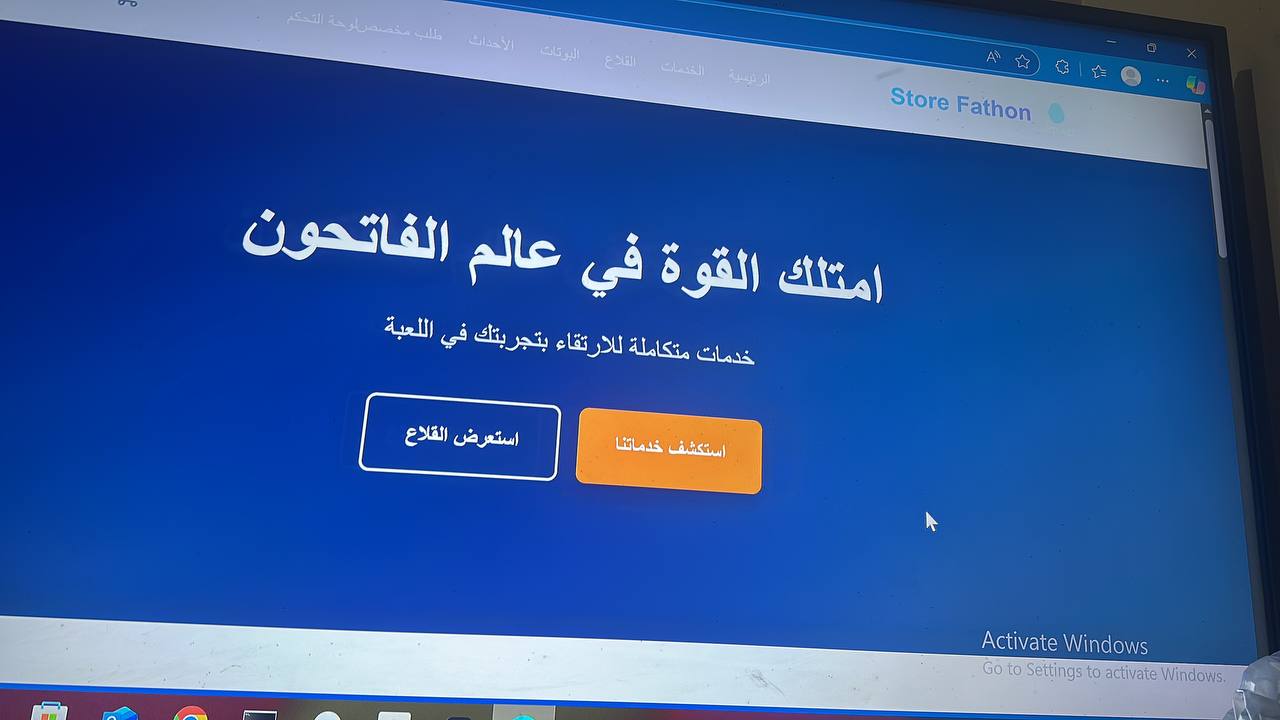 Store Fathon
الرئيسية
الخدمات
القلاع
البوتات
الأحداث
طلب مخصص
لوحة التحكم
امتلك القوة في عالم الفاتحون
خدمات متكاملة للارتقاء بتجربتك في اللعبة
استكشف خدماتنا
استعرض القلاع
Activate Windows
Go to Settings to activate Windows.